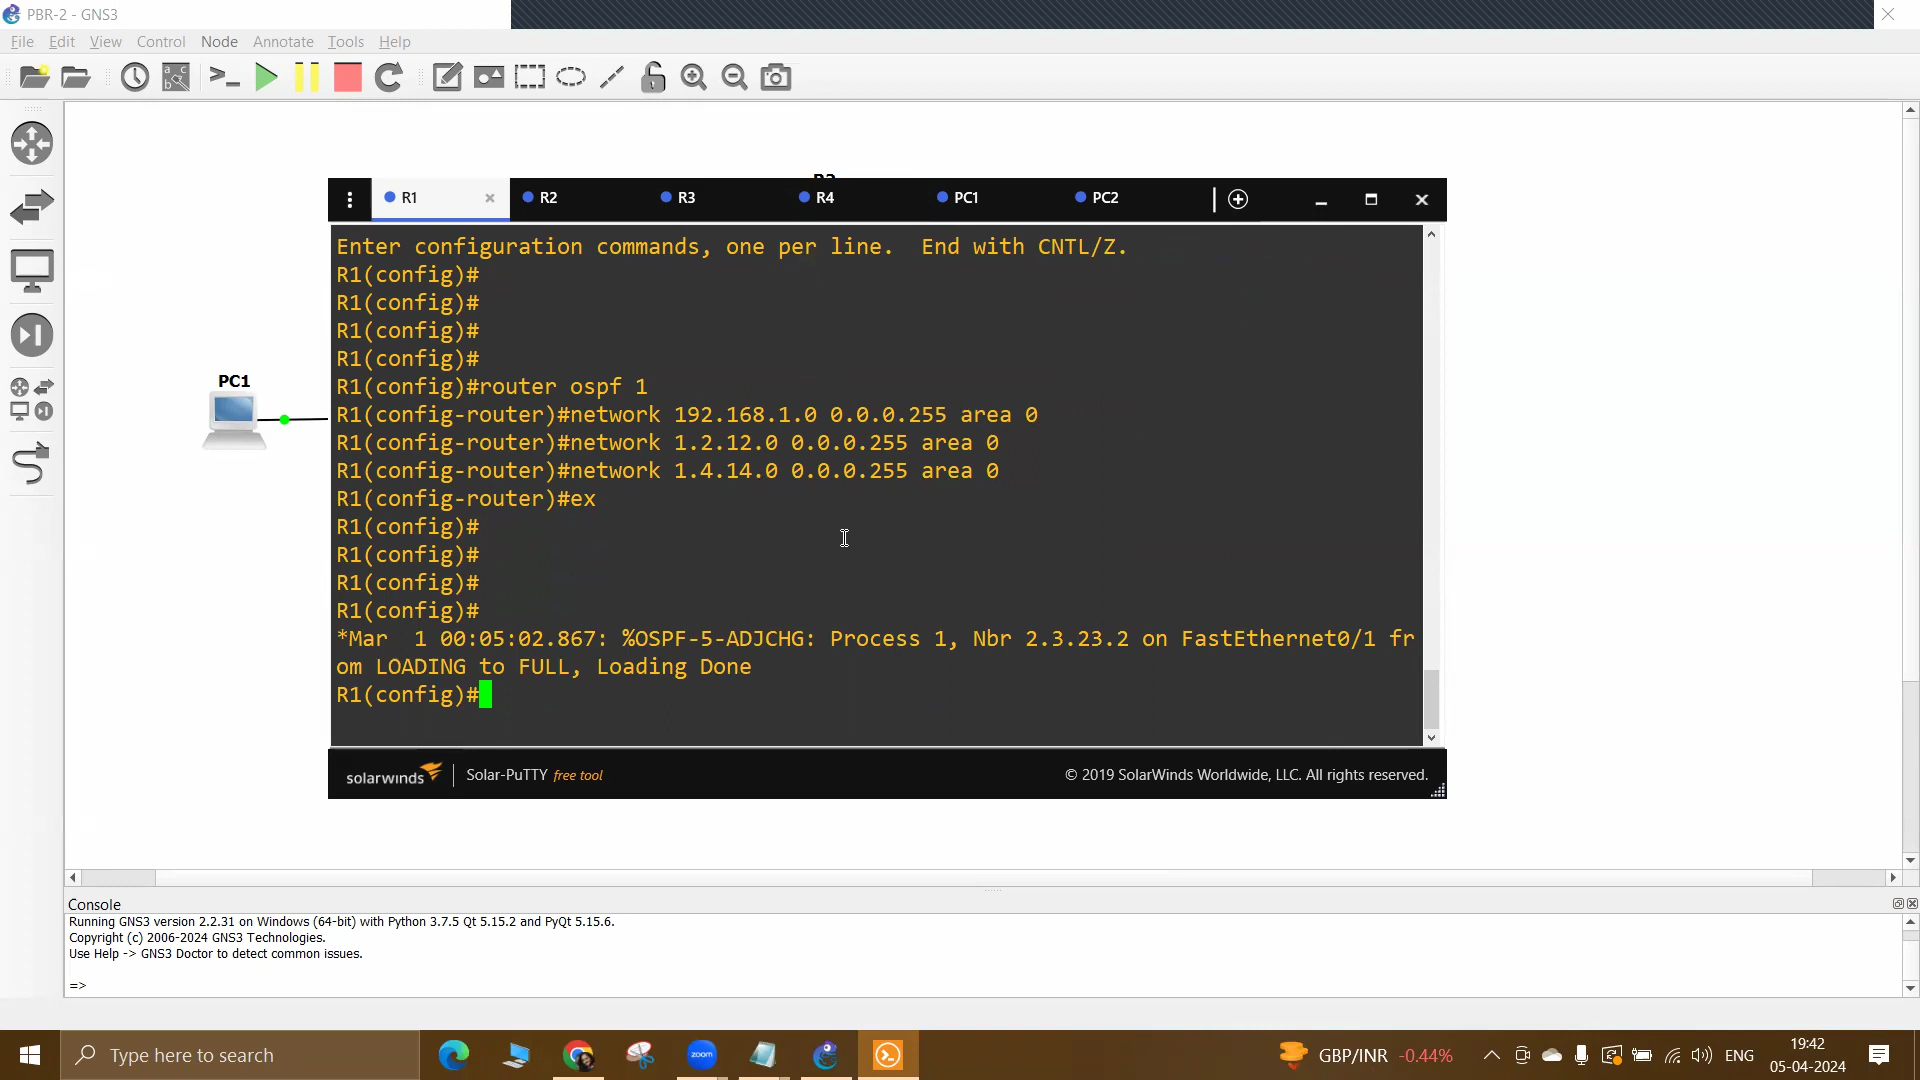 PBR-2 - GNS3
File Edit View Control Node Annotate Tools Help
PC1
R1 R2 R3 R4 PC1 PC2
Enter configuration commands, one per line.  End with CNTL/Z.
R1(config)#
R1(config)#
R1(config)#
R1(config)#
R1(config)#router ospf 1
R1(config-router)#network 192.168.1.0 0.0.0.255 area 0
R1(config-router)#network 1.2.12.0 0.0.0.255 area 0
R1(config-router)#network 1.4.14.0 0.0.0.255 area 0
R1(config-router)#ex
R1(config)#
R1(config)#
R1(config)#
R1(config)#
*Mar  1 00:05:02.867: %OSPF-5-ADJCHG: Process 1, Nbr 2.3.23.2 on FastEthernet0/1 fr
om LOADING to FULL, Loading Done
R1(config)#
solarwinds Solar-PuTTY free tool © 2019 SolarWinds Worldwide, LLC. All rights reserved.
Console
Running GNS3 version 2.2.31 on Windows (64-bit) with Python 3.7.5 Qt 5.15.2 and PyQt 5.15.6.
Copyright (c) 2006-2024 GNS3 Technologies.
Use Help -> GNS3 Doctor to detect common issues.
=>
Type here to search zoom GBP/INR -0.44% ENG 19:42
05-04-2024